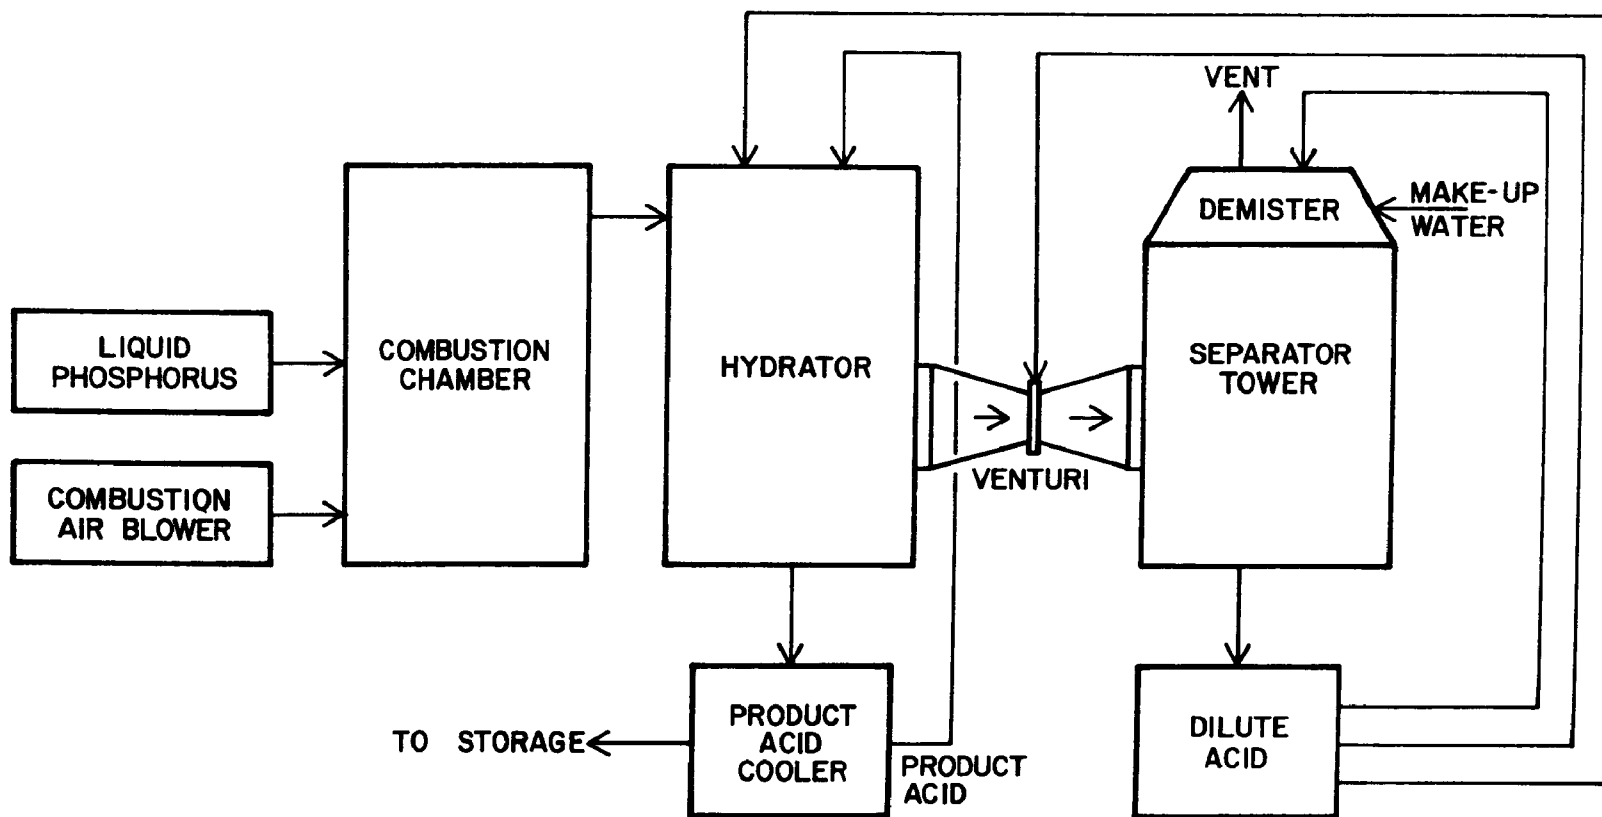 VENT
MAKE-UP
WATER
DEMISTER
LIQUID
PHOSPHORUS
COMBUSTION
CHAMBER
HYDRATOR
SEPARATOR
TOWER
VENTURI
COMBUSTION
AIR BLOWER
TO STORAGE
PRODUCT
ACID
COOLER
PRODUCT
ACID
DILUTE
ACID